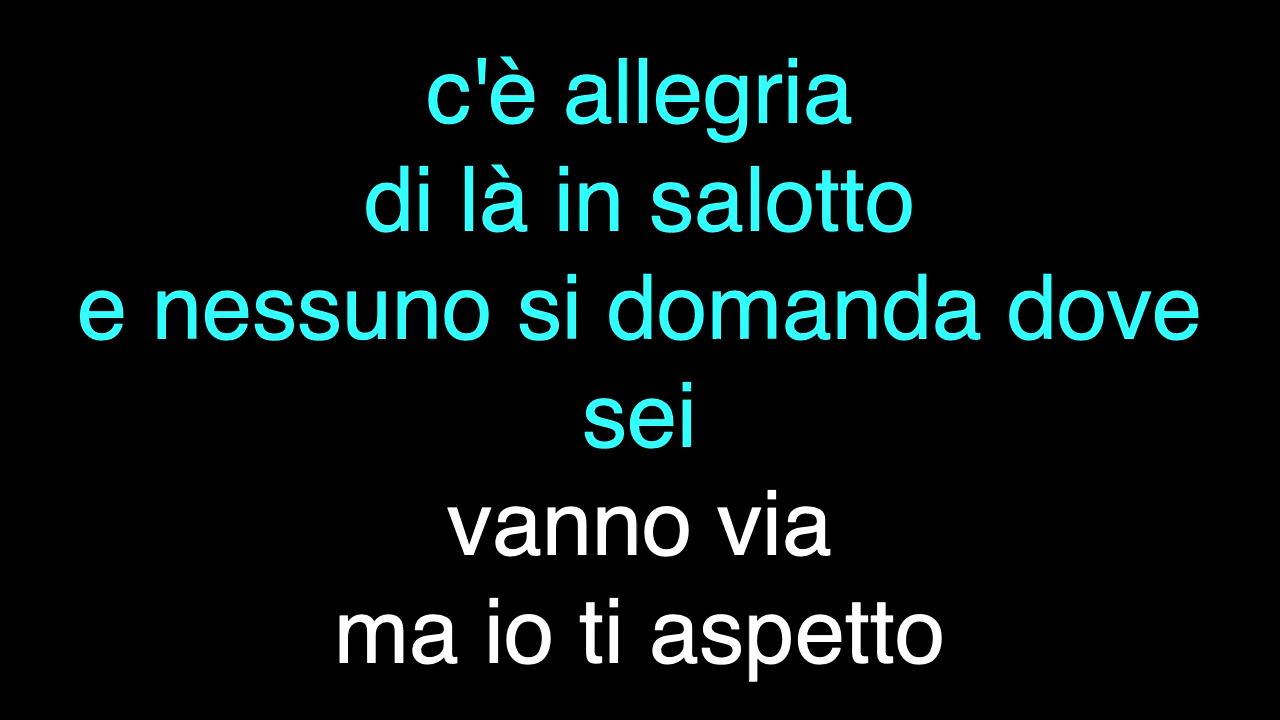 c'è allegria
di là in salotto
e nessuno si domanda dove
sei
vanno via
ma io ti aspetto